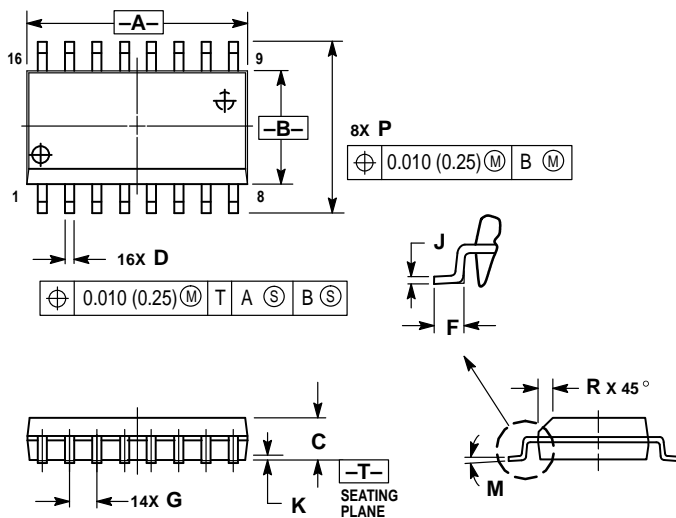 –A–
16
9
–B–
8X P
⌖ 0.010 (0.25) Ⓜ B Ⓜ
1
8
J
16X D
⌖ 0.010 (0.25) Ⓜ T A Ⓢ B Ⓢ
F
R X 45°
C
–T–
M
14X G
K
SEATING
PLANE